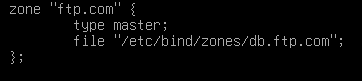 zone "ftp.com" {
        type master;
        file "/etc/bind/zones/db.ftp.com";
};